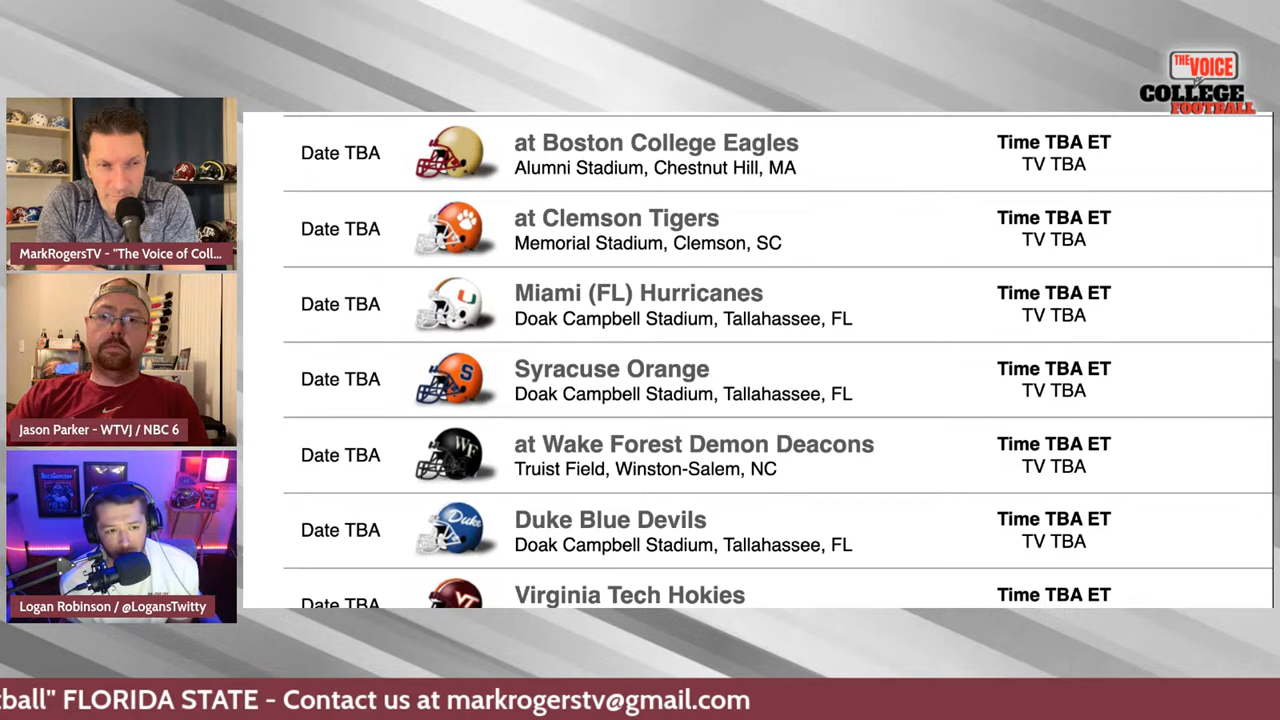 THE VOICE
OF
COLLEGE
FOOTBALL
MarkRogersTV - "The Voice of Coll...
Jason Parker - WTVJ / NBC 6
Logan Robinson / @LogansTwitty
Date TBA
at Boston College Eagles
Alumni Stadium, Chestnut Hill, MA
Time TBA ET
TV TBA
Date TBA
at Clemson Tigers
Memorial Stadium, Clemson, SC
Time TBA ET
TV TBA
Date TBA
Miami (FL) Hurricanes
Doak Campbell Stadium, Tallahassee, FL
Time TBA ET
TV TBA
Date TBA
S
Syracuse Orange
Doak Campbell Stadium, Tallahassee, FL
Time TBA ET
TV TBA
Date TBA
WF
at Wake Forest Demon Deacons
Truist Field, Winston-Salem, NC
Time TBA ET
TV TBA
Date TBA
Duke
Duke Blue Devils
Doak Campbell Stadium, Tallahassee, FL
Time TBA ET
TV TBA
Date TBA
VT
Virginia Tech Hokies
Time TBA ET
tball" FLORIDA STATE - Contact us at markrogerstv@gmail.com